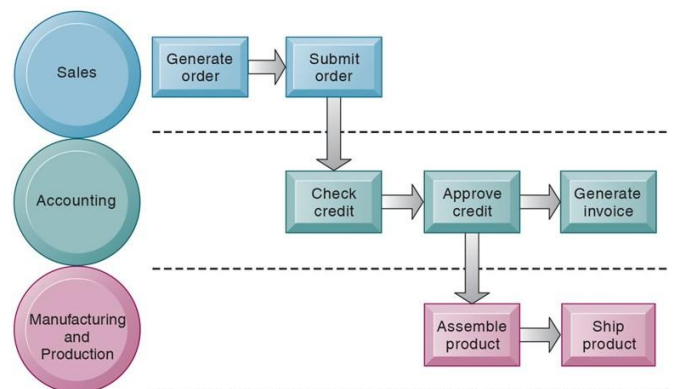 Sales
Generate
order
Submit
order
Accounting
Check
credit
Approve
credit
Generate
invoice
Manufacturing
and
Production
Assemble
product
Ship
product